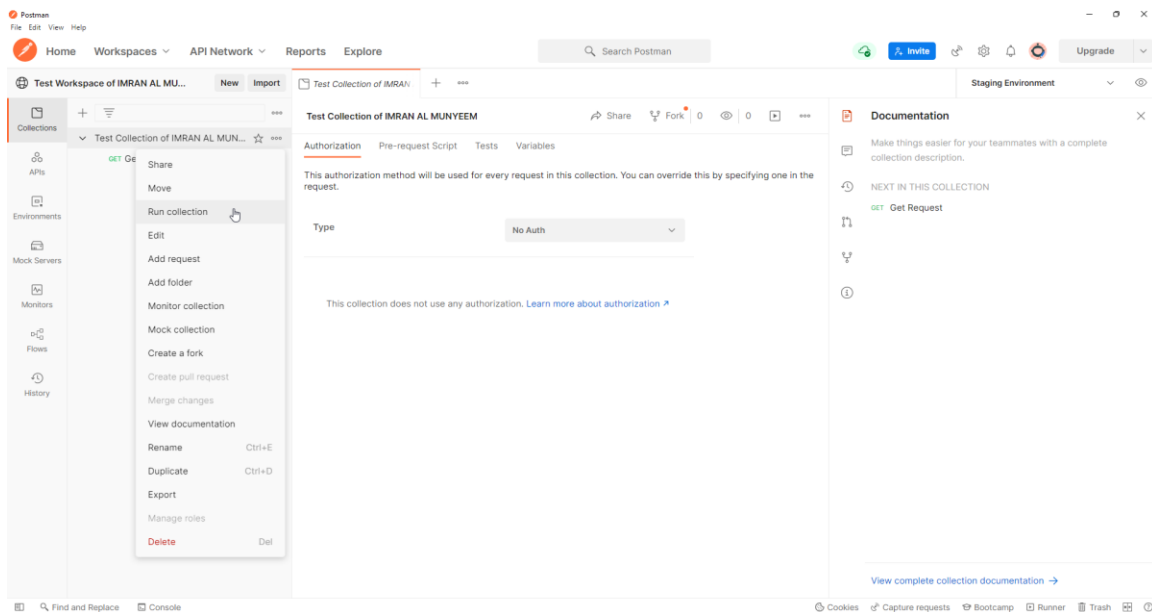 Postman
File Edit View Help
Home Workspaces API Network Reports Explore
Search Postman
Invite
Upgrade
Test Workspace of IMRAN AL MU...
New Import
Test Collection of IMRAN
Staging Environment
Collections
APIs
Environments
Mock Servers
Monitors
Flows
History
Test Collection of IMRAN AL MUN...
GET Ge
Share
Move
Run collection
Edit
Add request
Add folder
Monitor collection
Mock collection
Create a fork
Create pull request
Merge changes
View documentation
Rename Ctrl+E
Duplicate Ctrl+D
Export
Manage roles
Delete Del
Test Collection of IMRAN AL MUNYEEM
Share Fork 0 0
Authorization Pre-request Script Tests Variables
This authorization method will be used for every request in this collection. You can override this by specifying one in the
request.
Type
No Auth
This collection does not use any authorization. Learn more about authorization ↗
Documentation
Make things easier for your teammates with a complete
collection description.
NEXT IN THIS COLLECTION
GET Get Request
View complete collection documentation →
Find and Replace Console
Cookies Capture requests Bootcamp Runner Trash